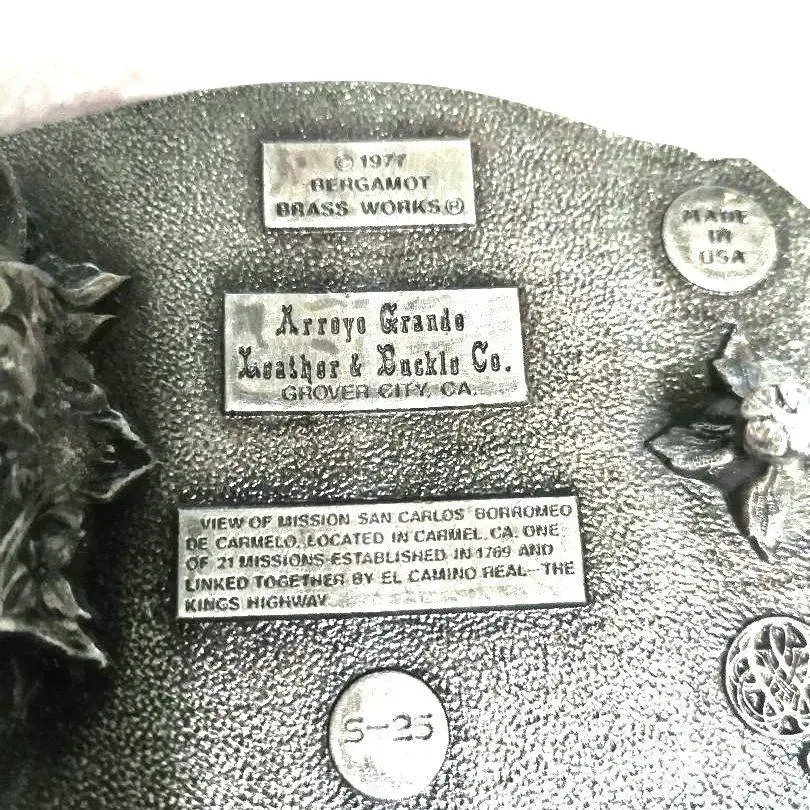 © 1977
BERGAMOT
BRASS WORKS®
MADE
IN
USA
Arroyo Grande
Leather & Buckle Co.
GROVER CITY, CA.
VIEW OF MISSION SAN CARLOS BORROMEO
DE CARMELO, LOCATED IN CARMEL, CA. ONE
OF 21 MISSIONS ESTABLISHED IN 1769 AND
LINKED TOGETHER BY EL CAMINO REAL--THE
KINGS HIGHWAY
S-25